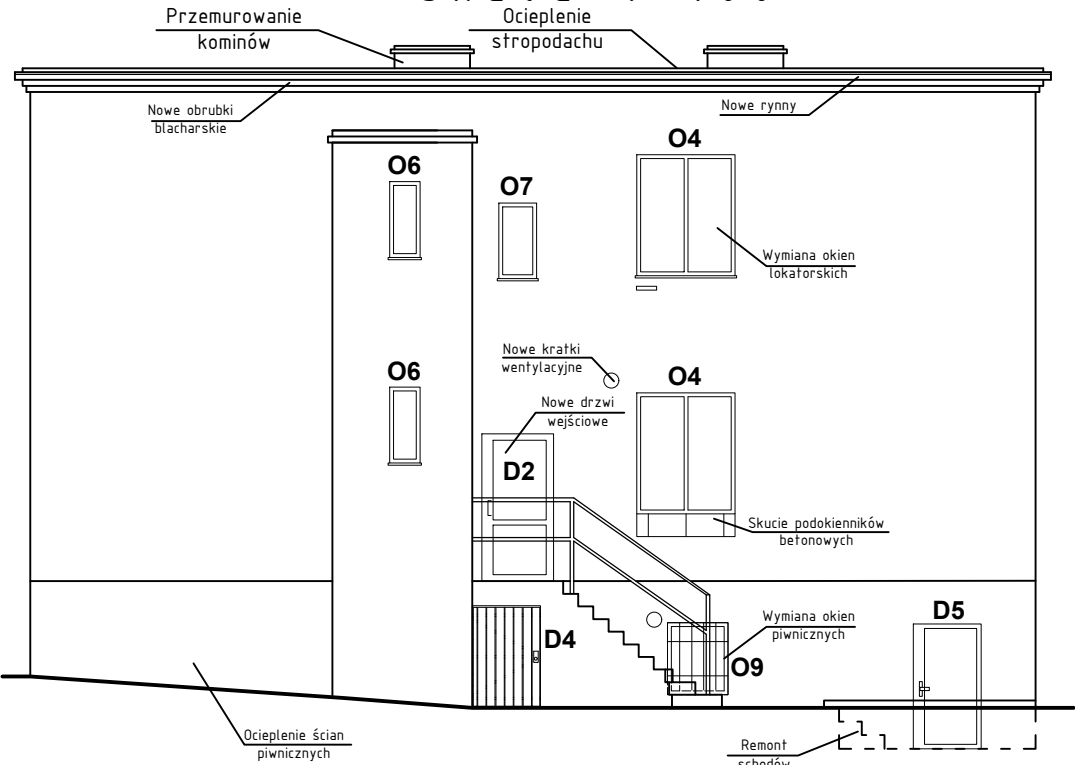 Przemurowanie
kominów
Ocieplenie
stropodachu
Nowe obrubki
blacharskie
Nowe rynny
O6
O7
O4
Wymiana okien
lokatorskich
Nowe kratki
wentylacyjne
O6
O4
Nowe drzwi
wejściowe
D2
Skucie podokienników
betonowych
D4
Wymiana okien
piwnicznych
O9
D5
Ocieplenie ścian
piwnicznych
Remont
schodów